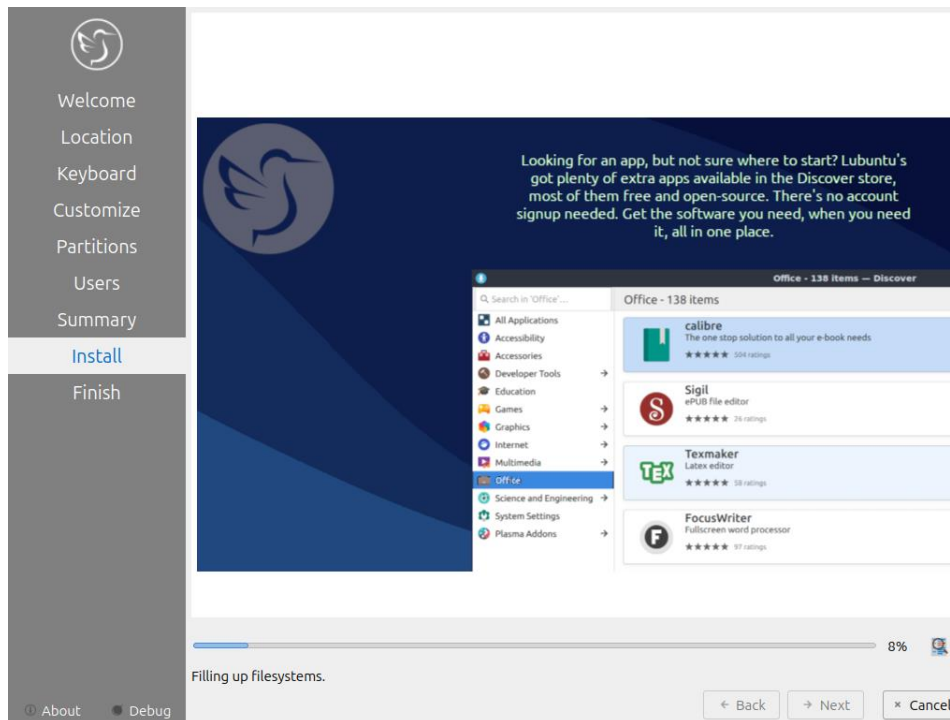 Welcome
Location
Keyboard
Customize
Partitions
Users
Summary
Install
Finish
About
Debug
Looking for an app, but not sure where to start? Lubuntu's
got plenty of extra apps available in the Discover store,
most of them free and open-source. There's no account
signup needed. Get the software you need, when you need
it, all in one place.
Office - 138 items — Discover
Search in 'Office'...
All Applications
Accessibility
Accessories
Developer Tools
Education
Games
Graphics
Internet
Multimedia
Office
Science and Engineering
System Settings
Plasma Addons
Office - 138 items
calibre
The one stop solution to all your e-book needs
504 ratings
S
Sigil
ePUB file editor
26 ratings
TEX
Texmaker
Latex editor
58 ratings
F
FocusWriter
Fullscreen word processor
97 ratings
8%
Filling up filesystems.
Back
Next
Cancel